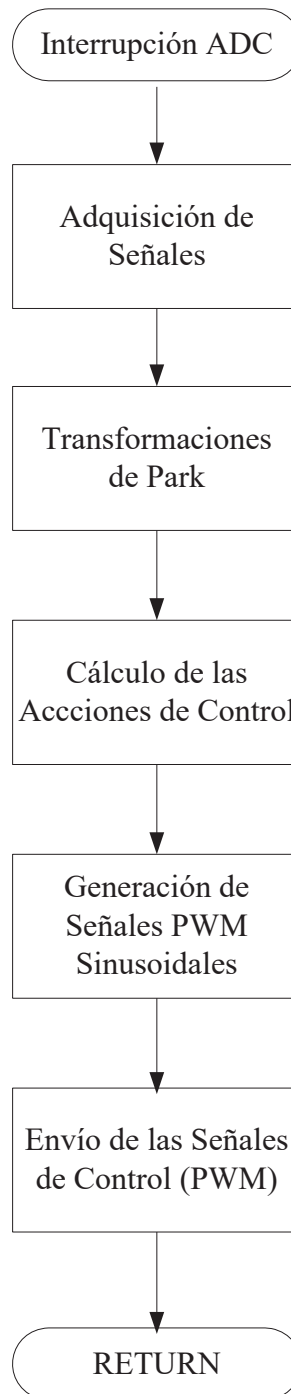 Interrupción ADC
Adquisición de
Señales
Transformaciones
de Park
Cálculo de las
Accciones de Control
Generación de
Señales PWM
Sinusoidales
Envío de las Señales
de Control (PWM)
RETURN